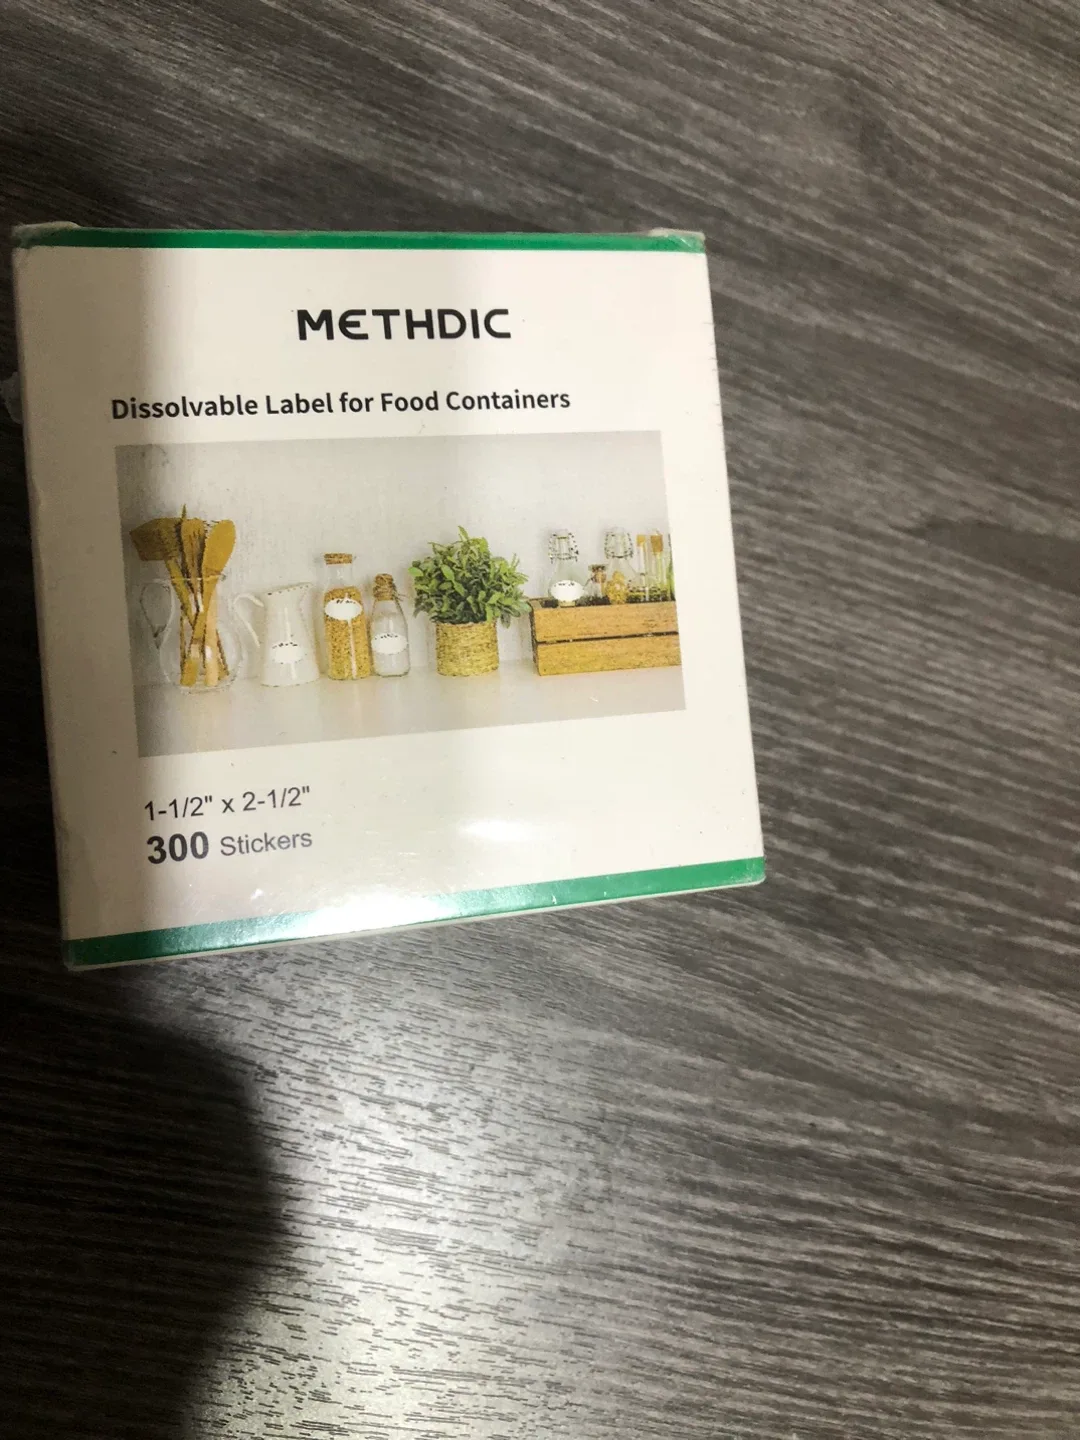 METHDIC
Dissolvable Label for Food Containers
1-1/2" x 2-1/2"
300 Stickers